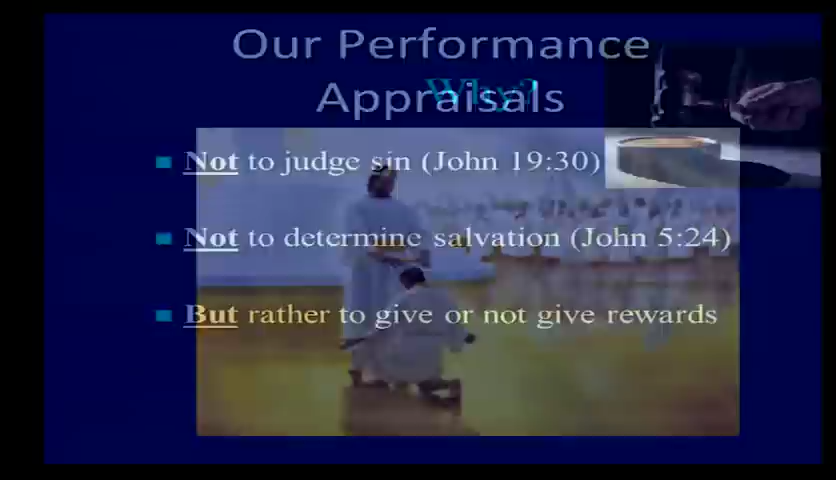 Our Performance
Appraisals
Why?
Not to judge sin (John 19:30)
Not to determine salvation (John 5:24)
But rather to give or not give rewards